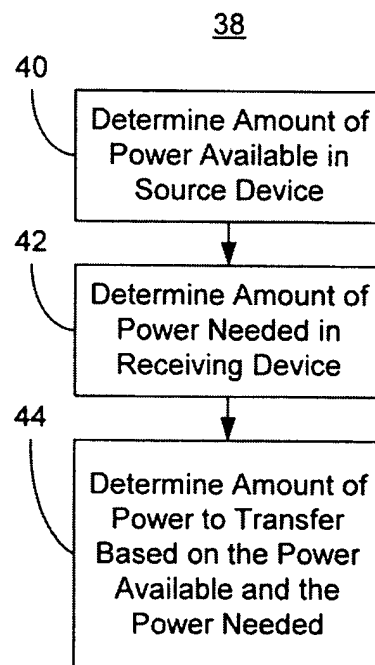 38
40
Determine Amount of
Power Available in
Source Device
42
Determine Amount of
Power Needed in
Receiving Device
44
Determine Amount of
Power to Transfer
Based on the Power
Available and the
Power Needed